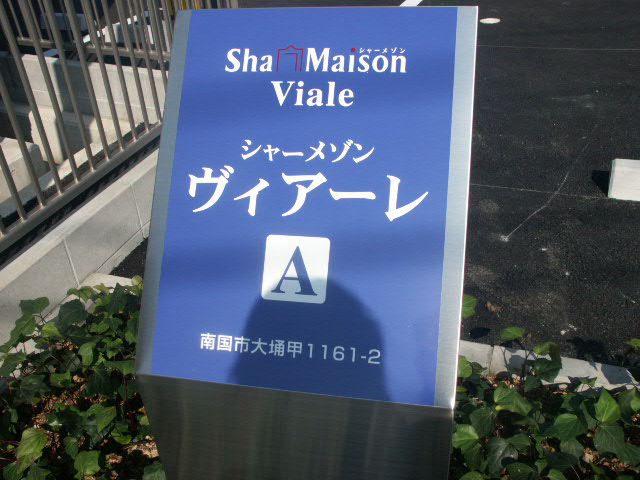 シャーメゾン
Sha Maison
Viale
シャーメゾン
ヴィアーレ
A
南国市大埇甲1161-2